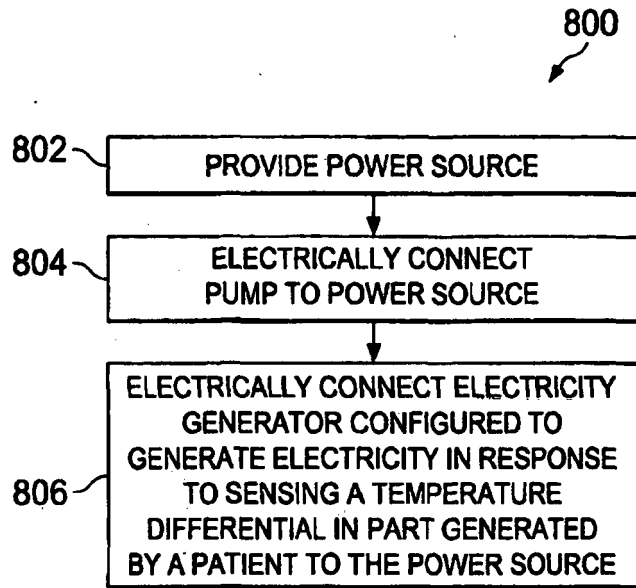 800
802
PROVIDE POWER SOURCE
804
ELECTRICALLY CONNECT
PUMP TO POWER SOURCE
806
ELECTRICALLY CONNECT ELECTRICITY
GENERATOR CONFIGURED TO
GENERATE ELECTRICITY IN RESPONSE
TO SENSING A TEMPERATURE
DIFFERENTIAL IN PART GENERATED
BY A PATIENT TO THE POWER SOURCE